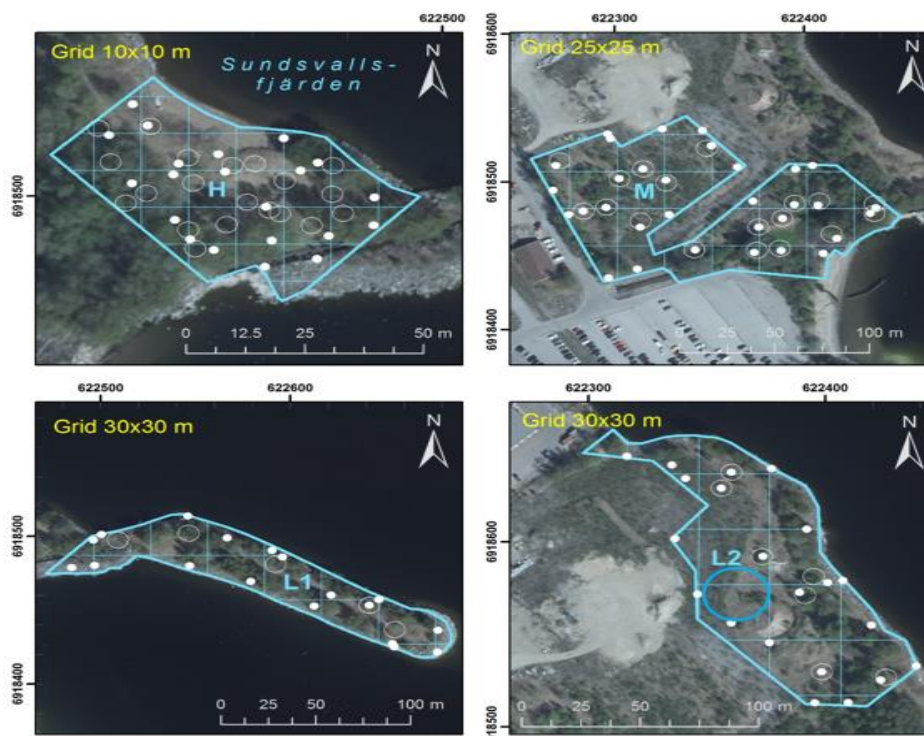 622500
622300
622400
Grid 10x10 m
Sundsvalls-
fjärden
N
H
6918500
0 12.5 25 50 m
6918600
Grid 25x25 m
N
M
6918500
6918400
0 25 50 100 m
622500
622600
Grid 30x30 m
N
L1
6918500
6918400
0 25 50 100 m
622300
622400
Grid 30x30 m
N
L2
6918600
6918500
0 25 50 100 m